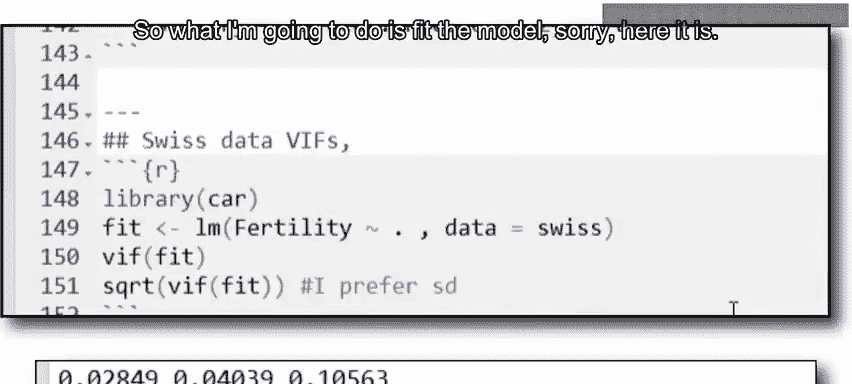 So what I'm going to do is fit the model, sorry, here it is.
142
143 ```
144
145 ---
146 ## Swiss data VIFs,
147 ```{r}
148 library(car)
149 fit <- lm(Fertility ~ . , data = swiss)
150 vif(fit)
151 sqrt(vif(fit)) #I prefer sd
152 ```
0.02849 0.04039 0.10563